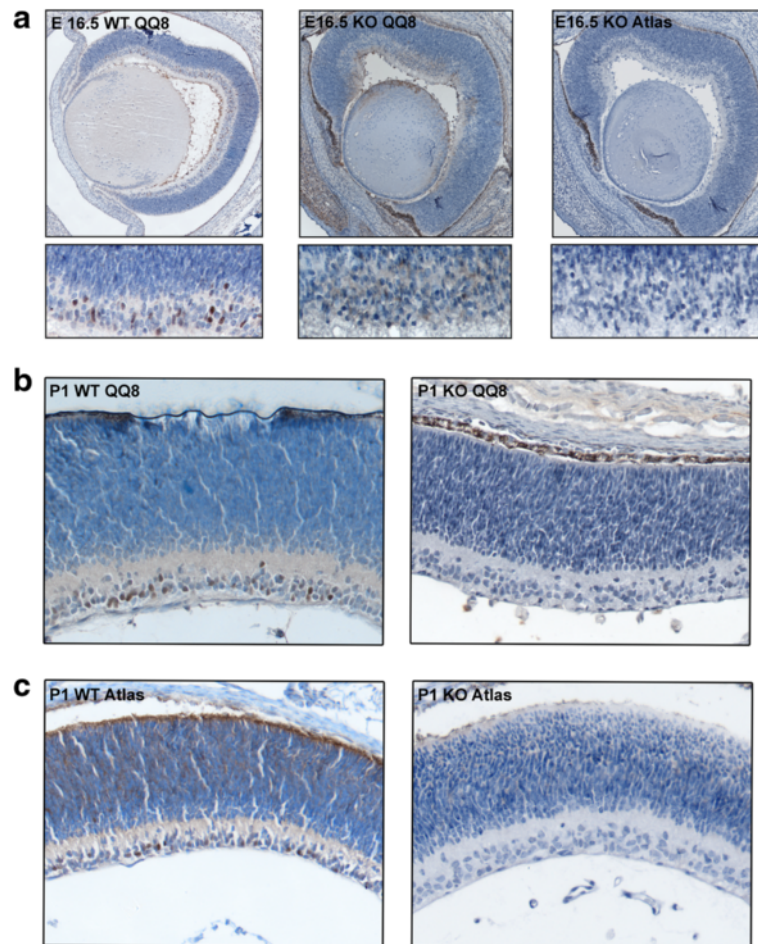 a
E 16.5 WT QQ8
E16.5 KO QQ8
E16.5 KO Atlas
b
P1 WT QQ8
P1 KO QQ8
c
P1 WT Atlas
P1 KO Atlas